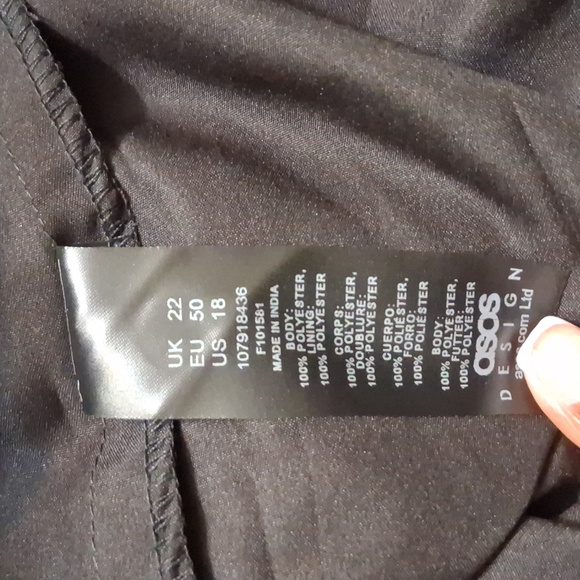 UK 22
EU 50
US 18
107918436
F101581
MADE IN INDIA
BODY:
100% POLYESTER,
LINING:
100% POLYESTER
CORPS:
100% POLYESTER,
DOUBLURE:
100% POLYESTER
CUERPO:
100% POLIÉSTER,
FORRO:
100% POLIÉSTER
BODY:
100% POLYESTER,
FUTTER:
100% POLYESTER
asos
DESIGN
.com Ltd